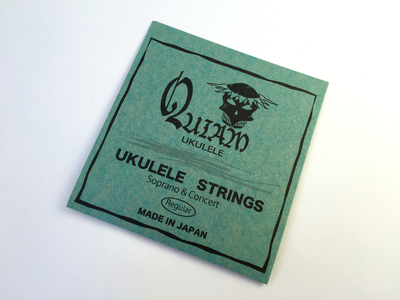 QUIAM
UKULELE
UKULELE STRINGS
Soprano & Concert
Regular
MADE IN JAPAN